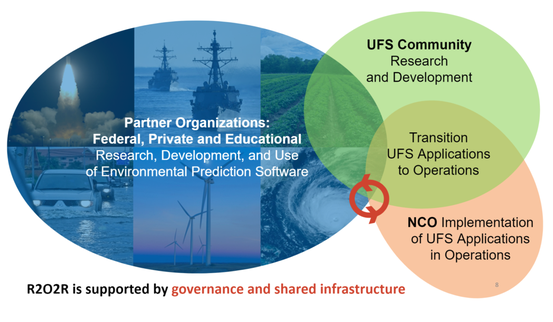 UFS Community
Research
and Development
Partner Organizations:
Federal, Private and Educational
Research, Development, and Use
of Environmental Prediction Software
Transition
UFS Applications
to Operations
NCO Implementation
of UFS Applications
in Operations
R2O2R is supported by governance and shared infrastructure
6